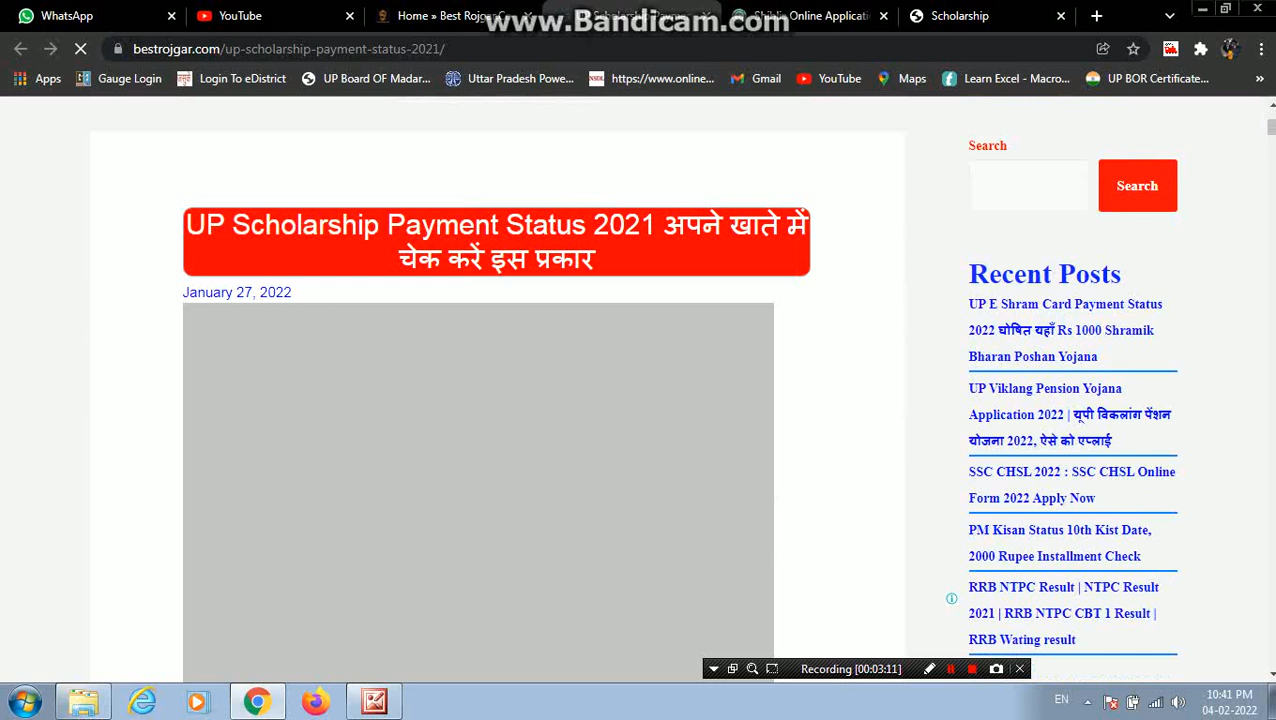 www.Bandicam.com
WhatsApp
YouTube
Home » Best Rojgar
Online Applicati
Scholarship
bestrojgar.com/up-scholarship-payment-status-2021/
Apps
Gauge Login
Login To eDistrict
UP Board OF Madar...
Uttar Pradesh Powe...
NSDL
https://www.online...
Gmail
YouTube
Maps
Learn Excel - Macro...
UP BOR Certificate...
»
UP Scholarship Payment Status 2021 अपने खाते में
चेक करें इस प्रकार
January 27, 2022
Search
Search
Recent Posts
UP E Shram Card Payment Status
2022 घोषित यहाँ Rs 1000 Shramik
Bharan Poshan Yojana
UP Viklang Pension Yojana
Application 2022 | यूपी विकलांग पेंशन
योजना 2022, ऐसे को एप्लाई
SSC CHSL 2022 : SSC CHSL Online
Form 2022 Apply Now
PM Kisan Status 10th Kist Date,
2000 Rupee Installment Check
RRB NTPC Result | NTPC Result
2021 | RRB NTPC CBT 1 Result |
RRB Wating result
Recording [00:03:11]
EN
10:41 PM
04-02-2022